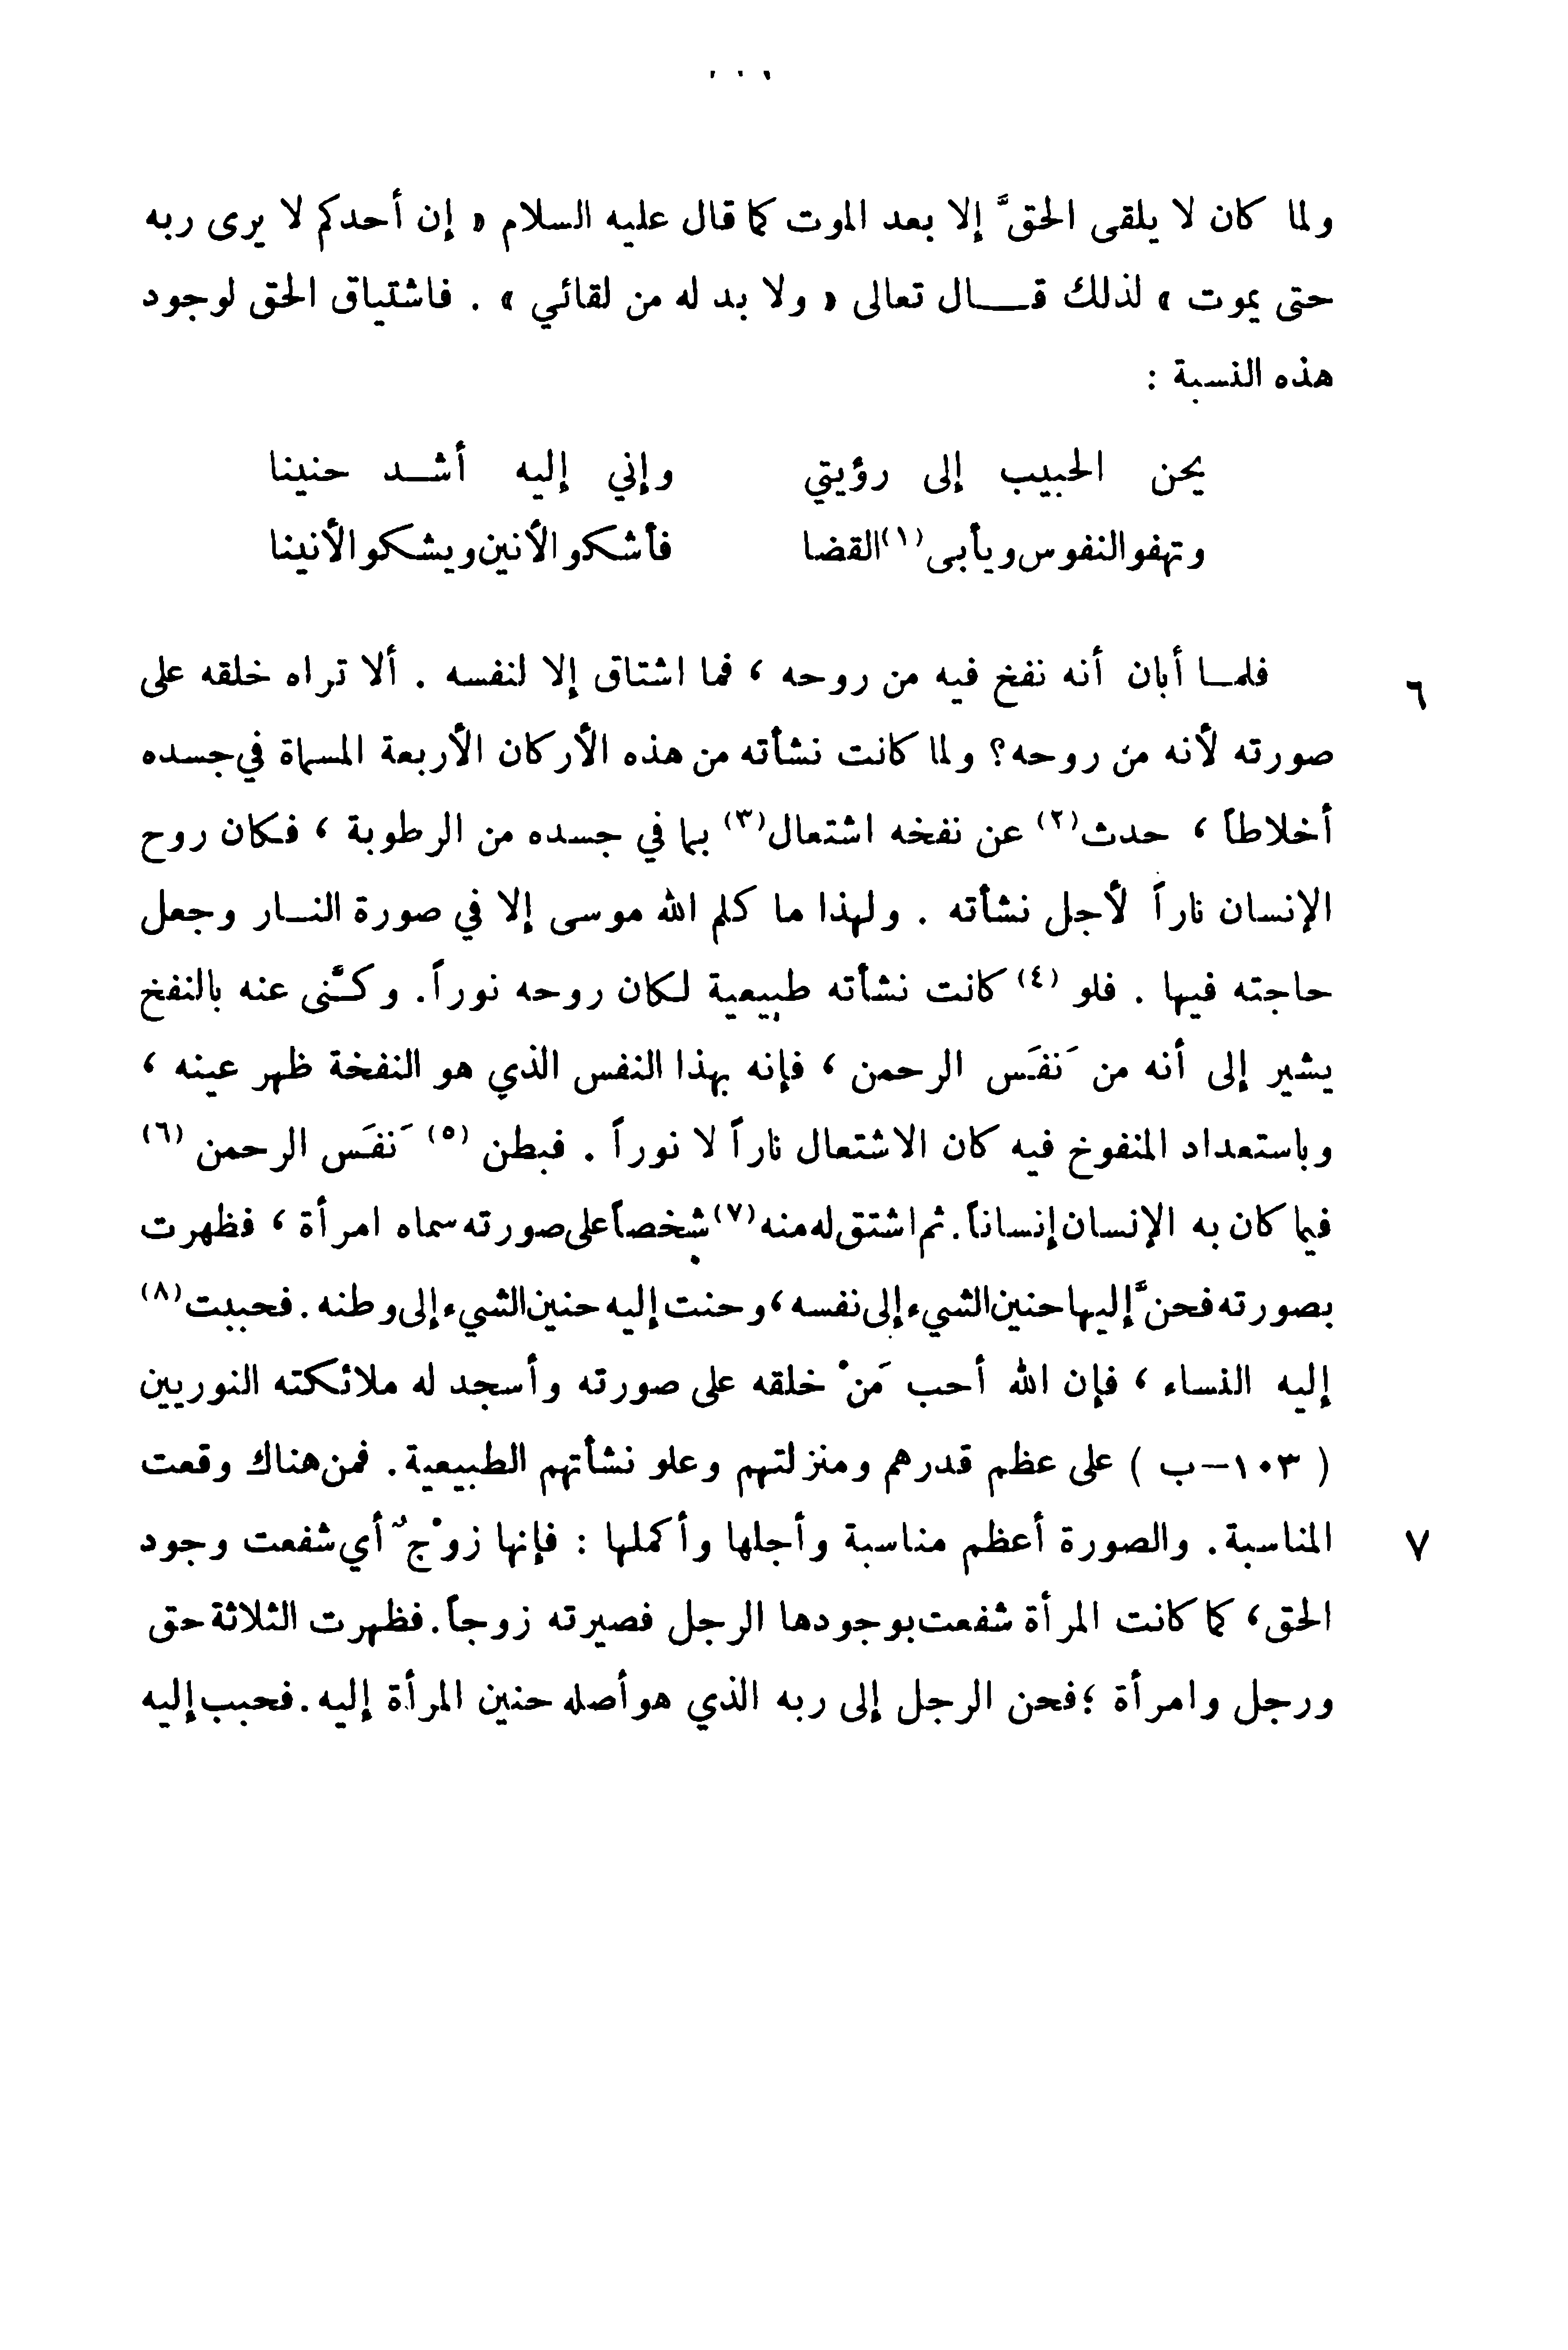 ولما كان لا يلقى الحقَّ إلا بعد الموت كما قال عليه السلام « إن أحدكم لا يرى ربه
حتى يموت » لذلك قال تعالى « ولا بد له من لقائي » . فاشتياق الحق لوجود
هذه النسبة :
يحن الحبيب إلى رؤيتي وإني إليه أشد حنينا
وتهفو النفوس ويأبى (١) القضا فأشكو الأنين ويشكو الأنينا
٦ فلما أبان أنه نفخ فيه من روحه ، فما اشتاق إلا لنفسه . ألا تراه خلقه على
صورته لأنه من روحه؟ ولما كانت نشأته من هذه الأركان الأربعة المسماة في جسده
أخلاطاً ، حدث (٢) عن نفخه اشتعال (٣) بما في جسده من الرطوبة ، فكان روح
الإنسان ناراً لأجل نشأته . ولهذا ما كلم الله موسى إلا في صورة النار وجعل
حاجته فيها . فلو (٤) كانت نشأته طبيعية لكان روحه نوراً. وكنَّى عنه بالنفخ
يشير إلى أنه من نَفَس الرحمن ، فإنه بهذا النفس الذي هو النفخة ظهر عينه ،
وباستعداد المنفوخ فيه كان الاشتعال ناراً لا نوراً . فبطن (٥) نَفَس الرحمن (٦)
فيما كان به الإنسان إنساناً. ثم اشتق له منه (٧) شخصاً على صورته سماه امرأة ، فظهرت
بصورته فحنَّ إليها حنين الشيء إلى نفسه ، وحنت إليه حنين الشيء إلى وطنه. فحببت (٨)
إليه النساء ، فإن الله أحب مَنْ خلقه على صورته وأسجد له ملائكته النوريين
( ١٠٣–ب ) على عظم قدرهم ومنزلتهم وعلو نشأتهم الطبيعية. فمن هناك وقعت
٧ المناسبة. والصورة أعظم مناسبة وأجلها وأكملها : فإنها زوْجٌ أي شفعت وجود
الحق ، كما كانت المرأة شفعت بوجودها الرجل فصيرته زوجاً. فظهرت الثلاثة حق
ورجل وامرأة ؛ فحن الرجل إلى ربه الذي هو أصله حنين المرأة إليه. فحبب إليه